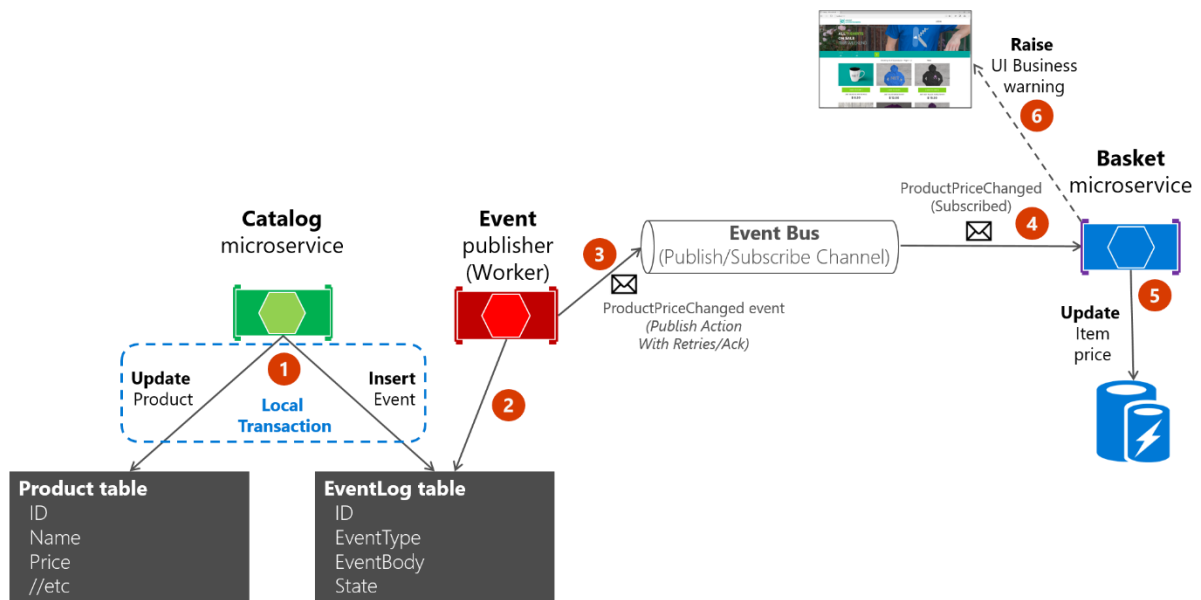 Raise
UI Business
warning
6
Basket
microservice
ProductPriceChanged
(Subscribed)
4
Catalog
microservice
Event
publisher
(Worker)
3
Event Bus
(Publish/Subscribe Channel)
ProductPriceChanged event
(Publish Action
With Retries/Ack)
5
Update
Item
price
1
Update
Product
Insert
Event
Local
Transaction
2
Product table
ID
Name
Price
//etc
EventLog table
ID
EventType
EventBody
State